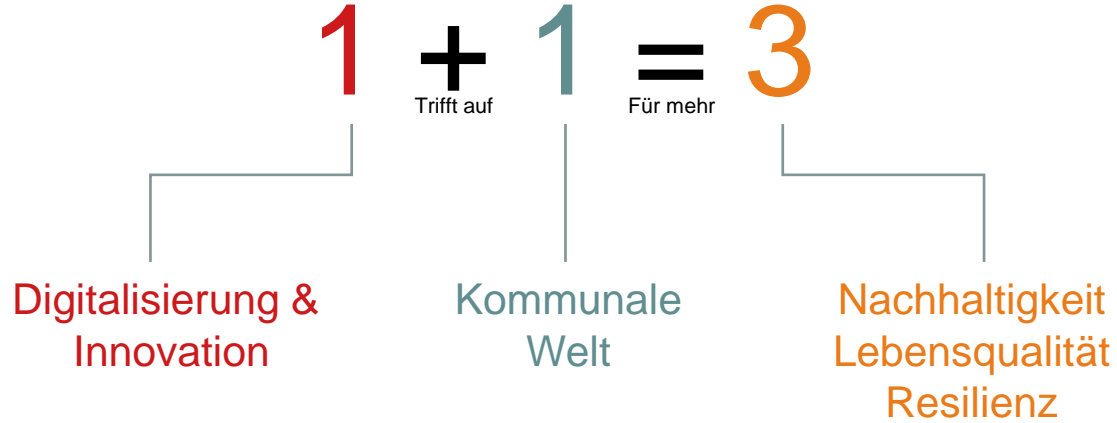 1 + 1 = 3
Trifft auf Für mehr
Digitalisierung &
Innovation
Kommunale
Welt
Nachhaltigkeit
Lebensqualität
Resilienz